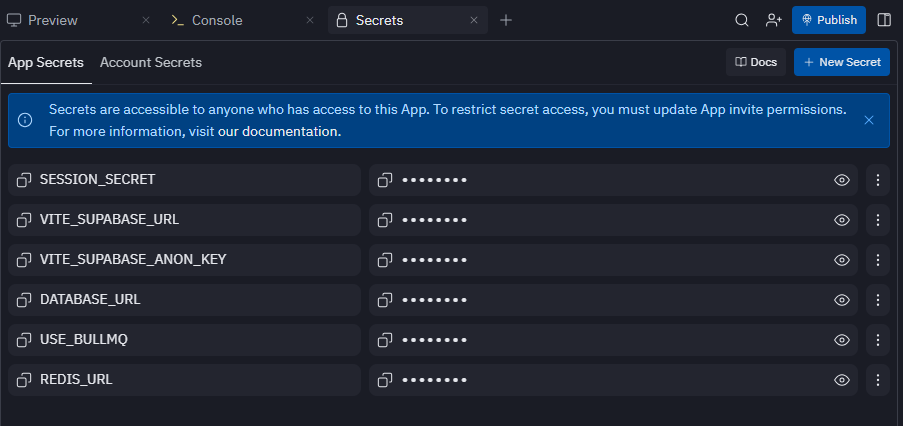 Preview
Console
Secrets
Publish
App Secrets
Account Secrets
Docs
New Secret
Secrets are accessible to anyone who has access to this App. To restrict secret access, you must update App invite permissions.
For more information, visit our documentation.
SESSION_SECRET
••••••••
VITE_SUPABASE_URL
••••••••
VITE_SUPABASE_ANON_KEY
••••••••
DATABASE_URL
••••••••
USE_BULLMQ
••••••••
REDIS_URL
••••••••